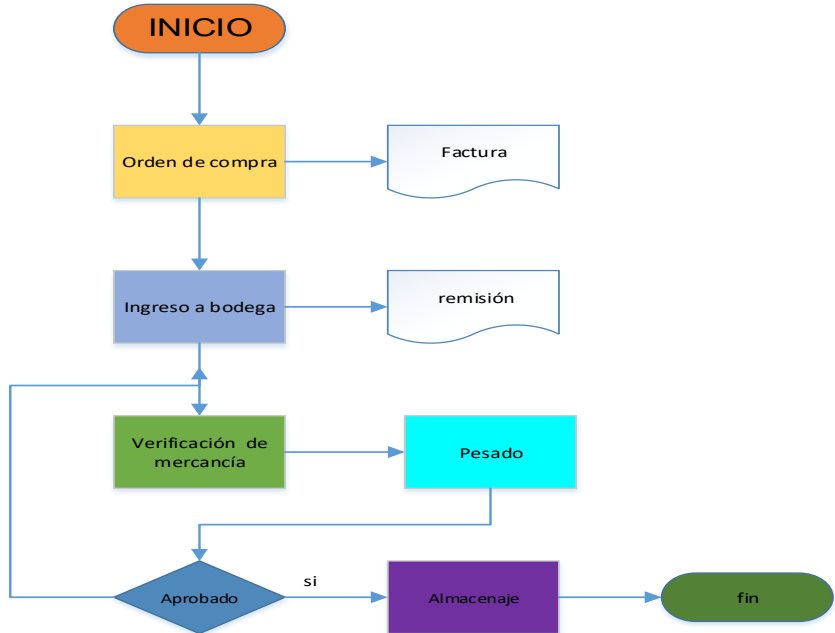 INICIO
Orden de compra
Factura
Ingreso a bodega
remisión
Verificación de
mercancía
Pesado
Aprobado
si
Almacenaje
fin